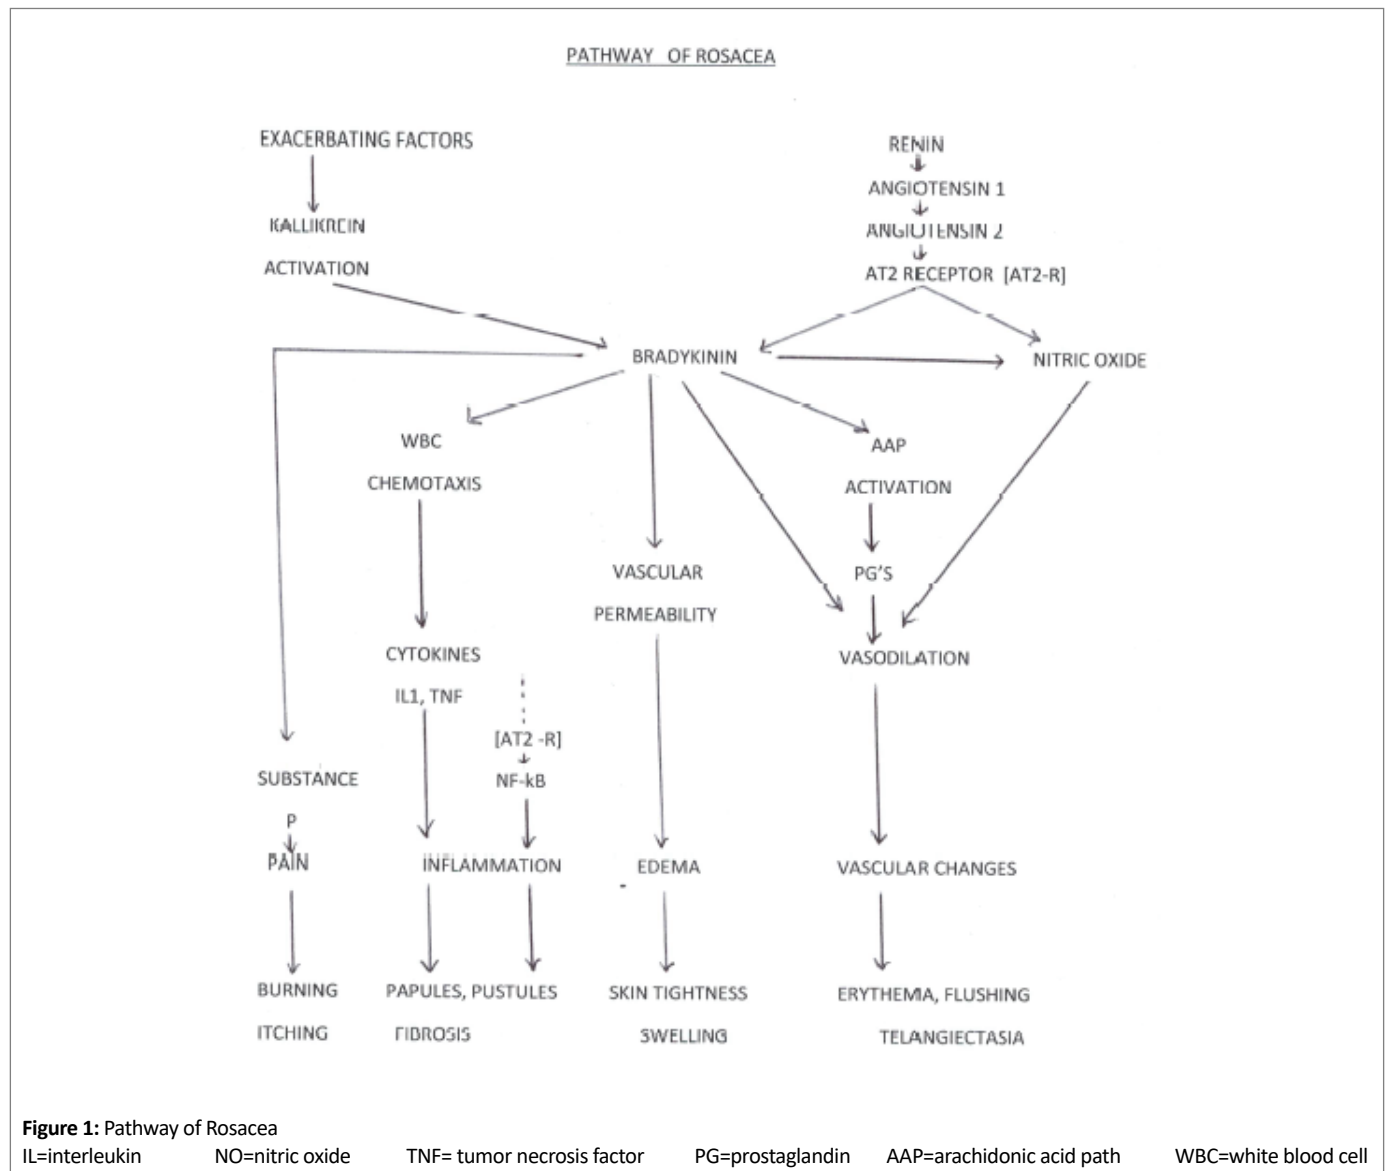 PATHWAY OF ROSACEA
EXACERBATING FACTORS
KALLIKREIN
ACTIVATION
RENIN
ANGIOTENSIN 1
ANGIOTENSIN 2
AT2 RECEPTOR [AT2-R]
BRADYKININ
NITRIC OXIDE
WBC
CHEMOTAXIS
AAP
ACTIVATION
VASCULAR
PERMEABILITY
PG'S
CYTOKINES
IL1, TNF
VASODILATION
[AT2 -R]
NF-kB
SUBSTANCE
P
PAIN
INFLAMMATION
EDEMA
VASCULAR CHANGES
BURNING
ITCHING
PAPULES, PUSTULES
FIBROSIS
SKIN TIGHTNESS
SWELLING
ERYTHEMA, FLUSHING
TELANGIECTASIA
Figure 1: Pathway of Rosacea
IL=interleukin NO=nitric oxide TNF= tumor necrosis factor PG=prostaglandin AAP=arachidonic acid path WBC=white blood cell